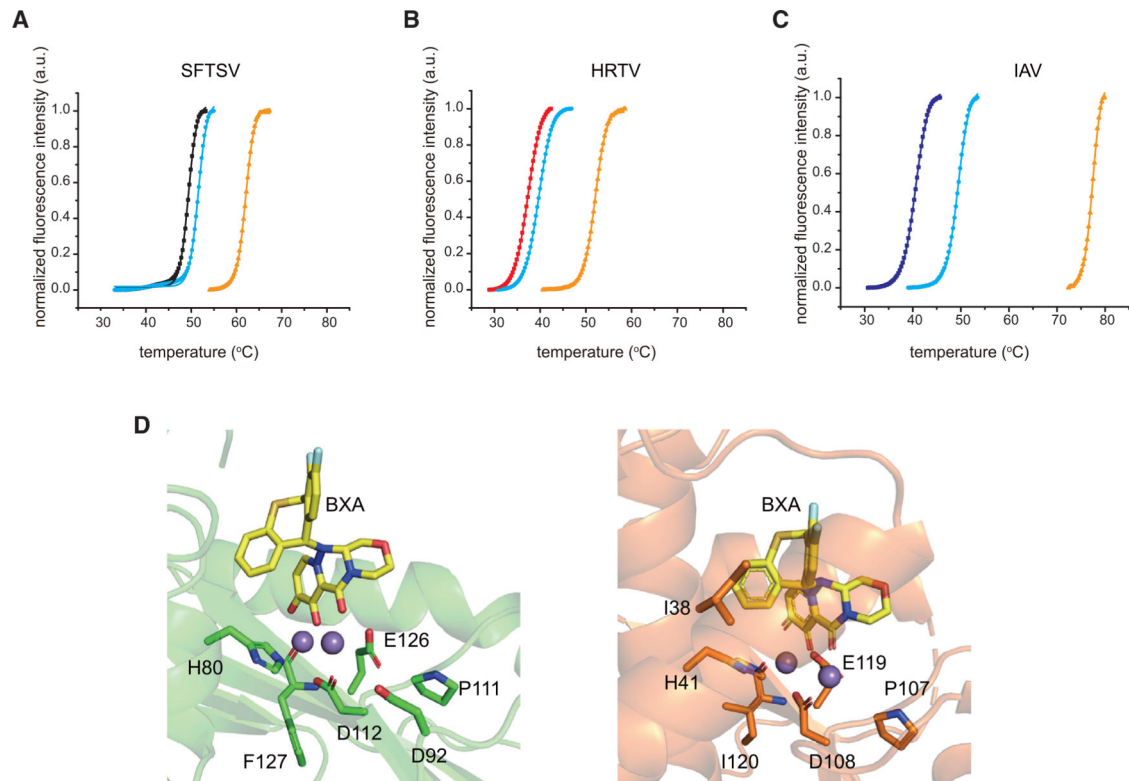 A
SFTSV
normalized fluorescence intensity (a.u.)
1.0
0.8
0.6
0.4
0.2
0.0
30 40 50 60 70 80
temperature (°C)
B
HRTV
normalized fluorescence intensity (a.u.)
1.0
0.8
0.6
0.4
0.2
0.0
30 40 50 60 70 80
temperature (°C)
C
IAV
normalized fluorescence intensity (a.u.)
1.0
0.8
0.6
0.4
0.2
0.0
30 40 50 60 70 80
temperature (°C)
D
BXA
E126
H80
P111
D112
D92
F127
BXA
I38
E119
H41
P107
I120
D108